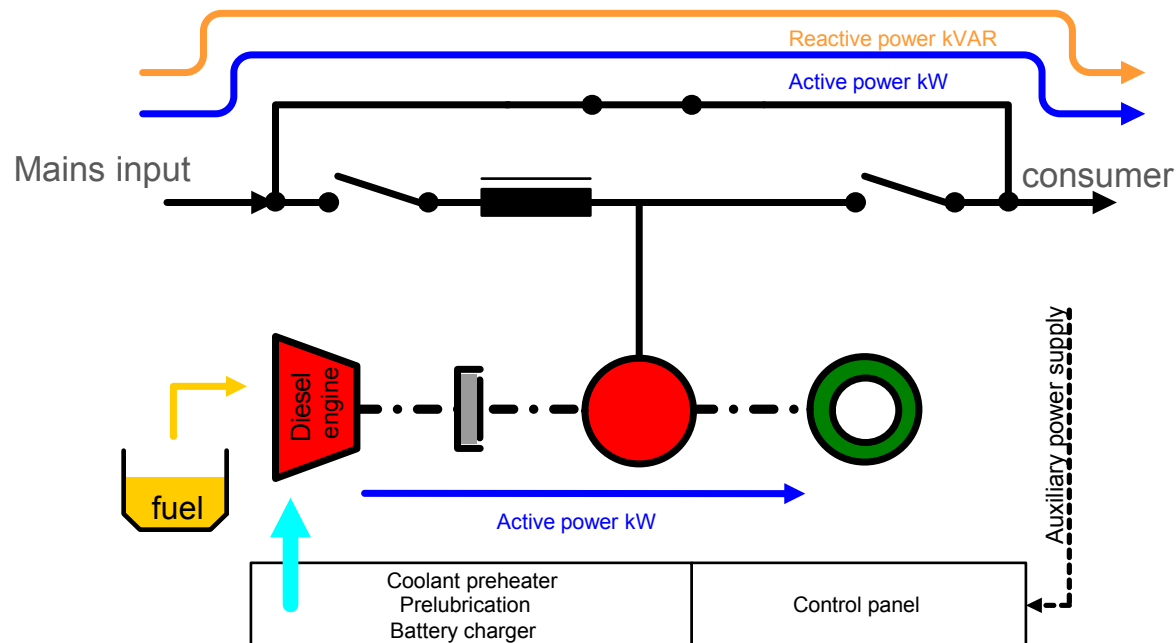 Reactive power kVAR
Active power kW
Mains input
consumer
Diesel
engine
fuel
Active power kW
Auxiliary power supply
Coolant preheater
Prelubrication
Battery charger
Control panel